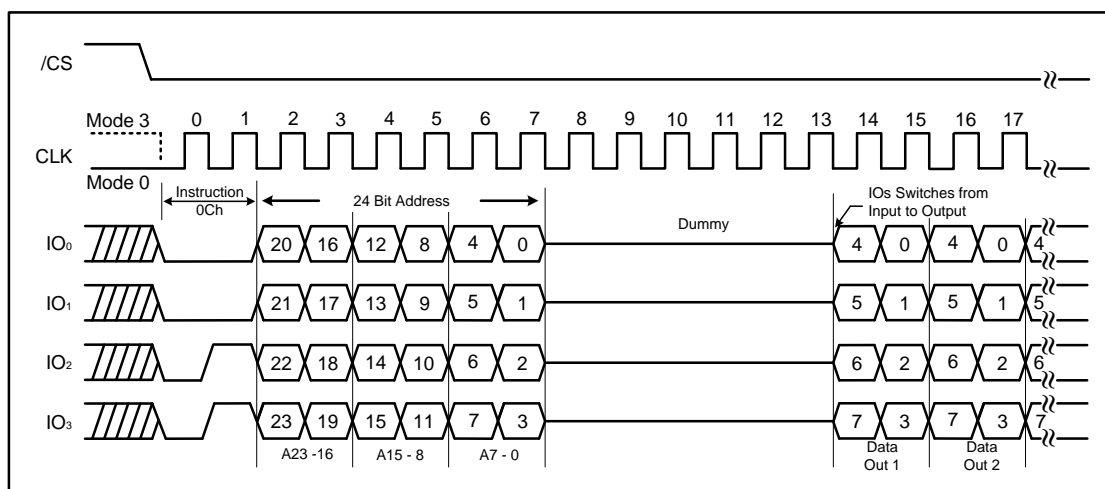 /CS
Mode 3 0 1 2 3 4 5 6 7 8 9 10 11 12 13 14 15 16 17
CLK
Mode 0
Instruction
0Ch
24 Bit Address
Dummy
IOs Switches from
Input to Output
IO0 20 16 12 8 4 0 4 0 4 0 4
IO1 21 17 13 9 5 1 5 1 5 1 5
IO2 22 18 14 10 6 2 6 2 6 2 6
IO3 23 19 15 11 7 3 7 3 7 3 7
A23 -16 A15 - 8 A7 - 0
Data
Out 1
Data
Out 2